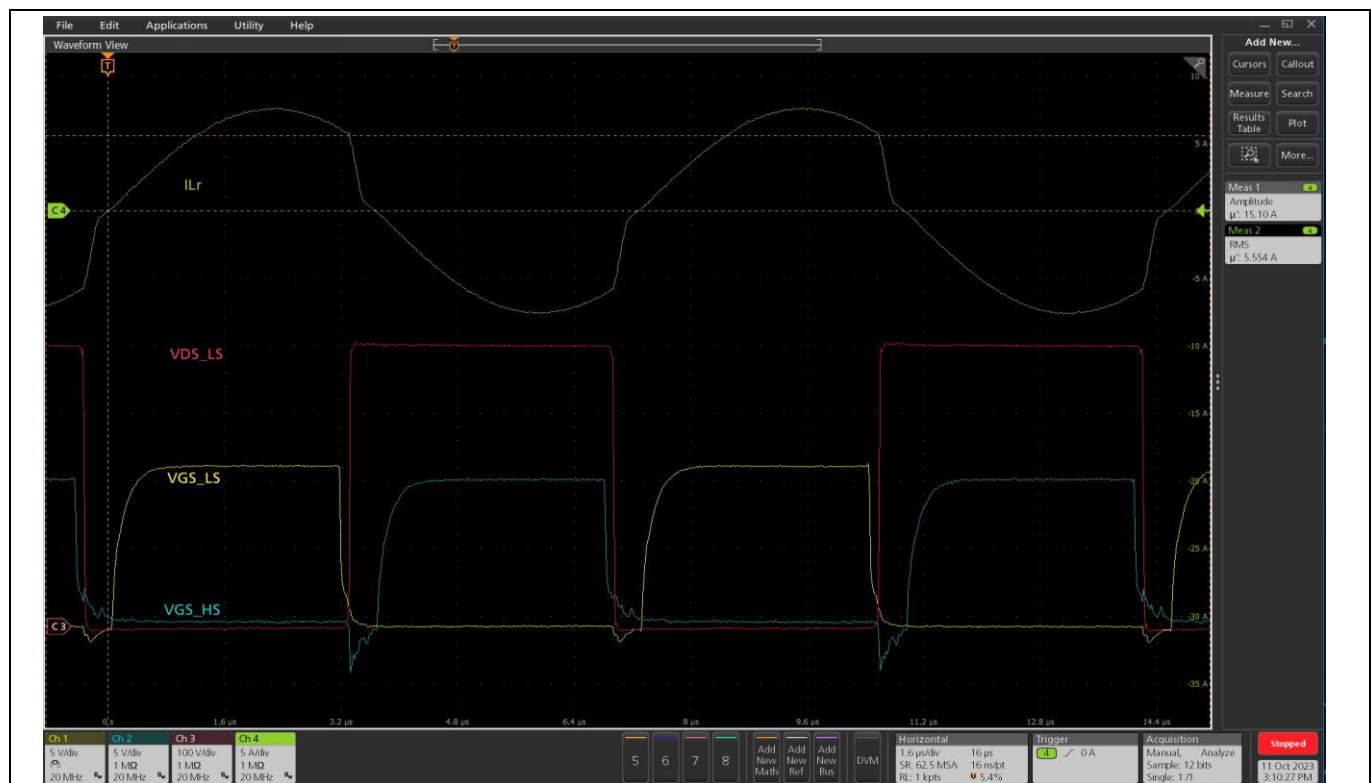 File Edit Applications Utility Help
Waveform View
T
T
10 A
5 A
-5 A
-10 A
-15 A
-20 A
-25 A
-30 A
-35 A
ILr
C 4
VDS_LS
VGS_LS
VGS_HS
C 3
0 s 1.6 µs 3.2 µs 4.8 µs 6.4 µs 8 µs 9.6 µs 11.2 µs 12.8 µs 14.4 µs
Add New...
Cursors Callout
Measure Search
Results Table Plot
More...
Meas 1 4
Amplitude
µ': 15.10 A
Meas 2 4
RMS
µ': 5.554 A
Ch 1
5 V/div
20 MHz
Ch 2
5 V/div
1 MΩ
20 MHz
Ch 3
100 V/div
1 MΩ
20 MHz
Ch 4
5 A/div
1 MΩ
20 MHz
5 6 7 8
Add New Math
Add New Ref
Add New Bus
DVM
Horizontal
1.6 µs/div 16 µs
SR: 62.5 MS/s 16 ns/pt
RL: 1 kpts 5.4%
Trigger
4 0 A
Acquisition
Manual, Analyze
Sample: 12 bits
Single: 1 /1
Stopped
11 Oct 2023
3:10:27 PM